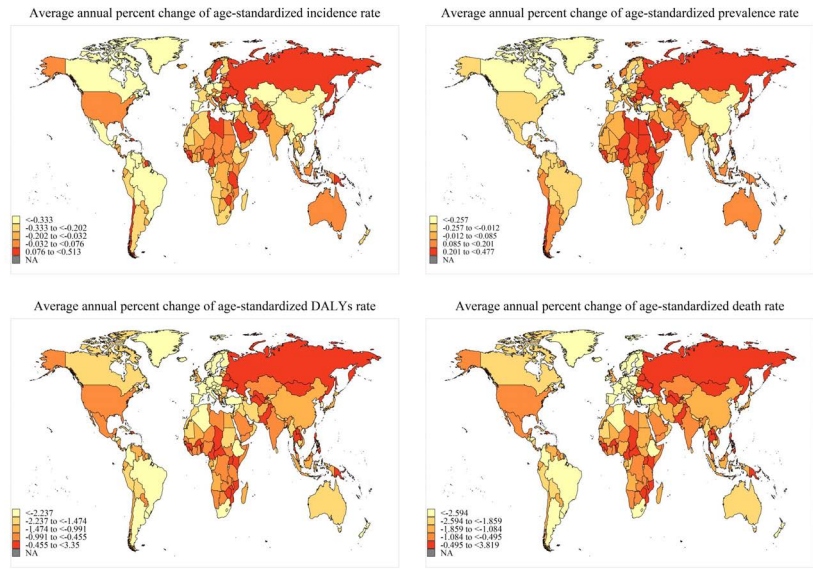 Average annual percent change of age-standardized incidence rate
<-0.333
-0.333 to <-0.202
-0.202 to <-0.032
-0.032 to <0.076
0.076 to <0.513
NA
Average annual percent change of age-standardized prevalence rate
<-0.257
-0.257 to <-0.012
-0.012 to <0.085
0.085 to <0.201
0.201 to <0.477
NA
Average annual percent change of age-standardized DALYs rate
<-2.237
-2.237 to <-1.474
-1.474 to <-0.991
-0.991 to <-0.455
-0.455 to <3.35
NA
Average annual percent change of age-standardized death rate
<-2.594
-2.594 to <-1.859
-1.859 to <-1.084
-1.084 to <-0.495
-0.495 to <3.819
NA